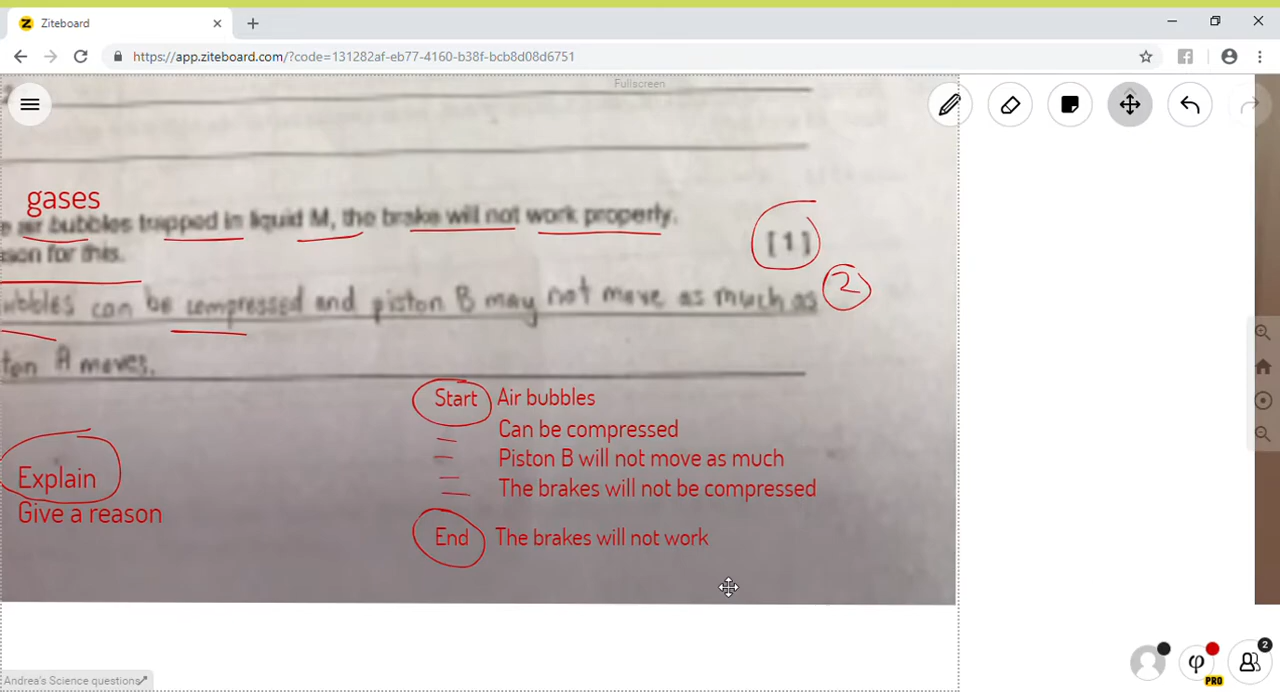 Ziteboard
https://app.ziteboard.com/?code=131282af-eb77-4160-b38f-bcb8d08d6751
Fullscreen
gases
e air bubbles trapped in liquid M, the brake will not work properly.
[1]
son for this.
ubbles can be compressed and piston B may not move as much as
2
ton A moves.
Start Air bubbles
Can be compressed
Piston B will not move as much
The brakes will not be compressed
End The brakes will not work
Explain
Give a reason
2
φ
PRO
Andrea's Science questions